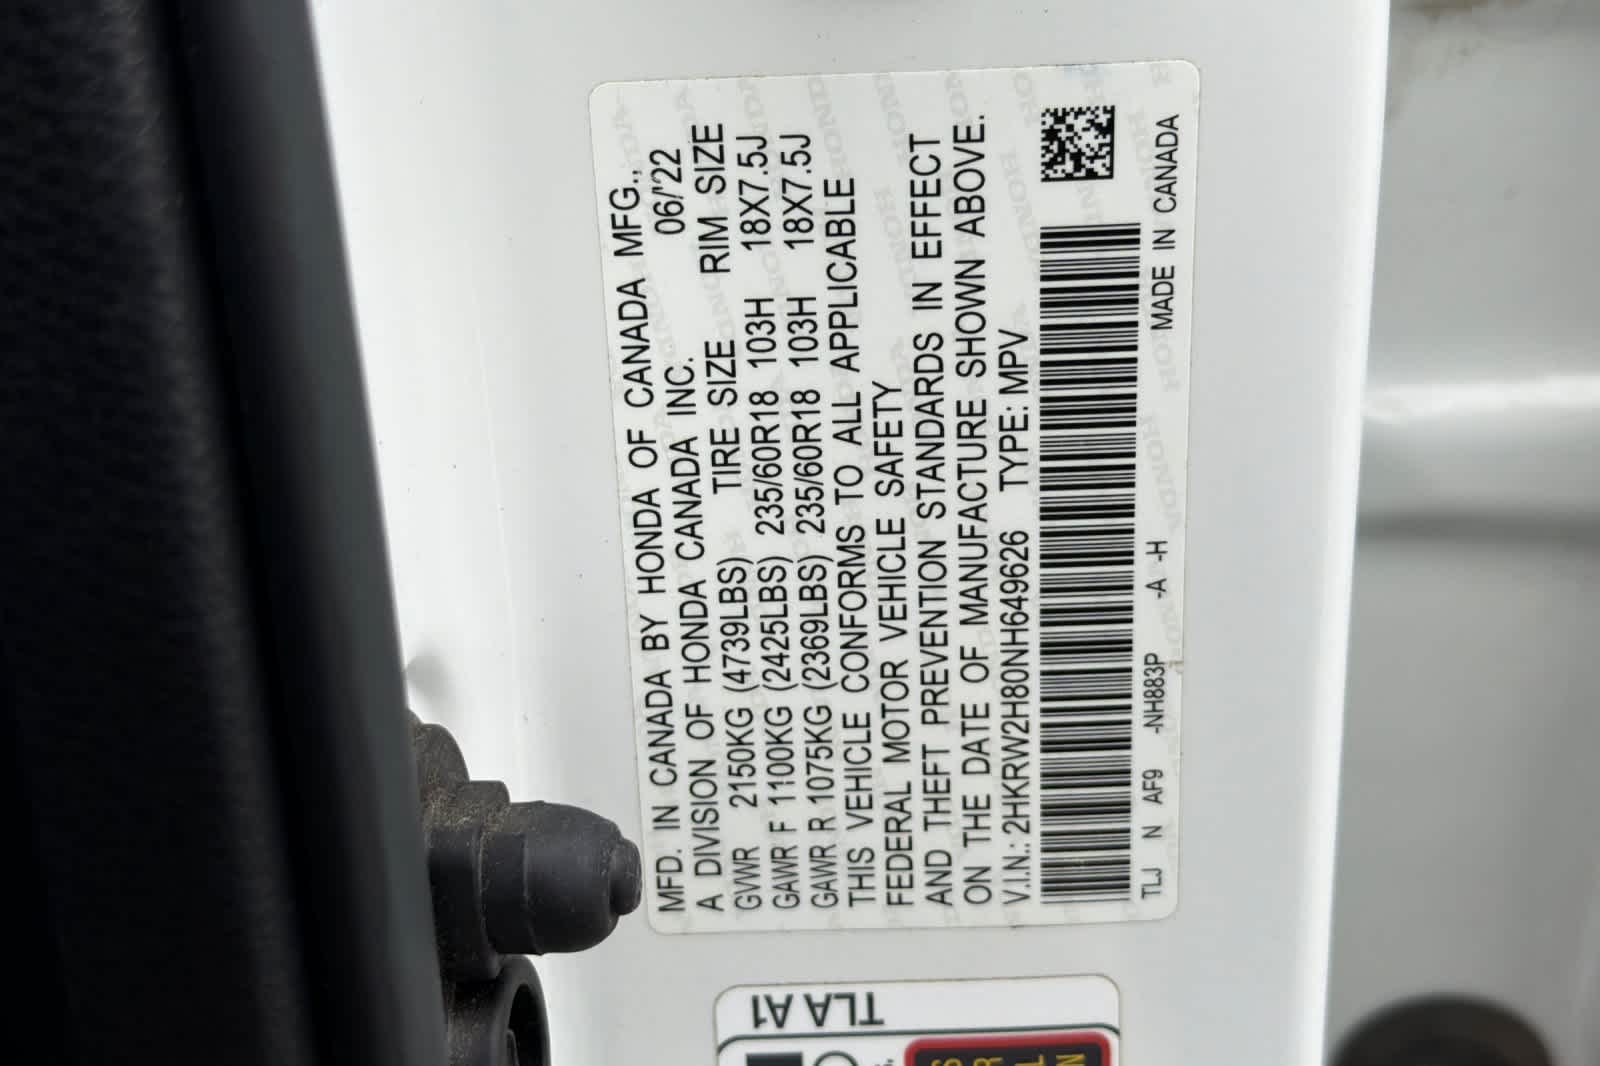 MFD. IN CANADA BY HONDA OF CANADA MFG.,
A DIVISION OF HONDA CANADA INC. 06/'22
TIRE SIZE RIM SIZE
GVWR 2150KG (4739LBS)
GAWR F 1100KG (2425LBS) 235/60R18 103H 18X7.5J
GAWR R 1075KG (2369LBS) 235/60R18 103H 18X7.5J
THIS VEHICLE CONFORMS TO ALL APPLICABLE
FEDERAL MOTOR VEHICLE SAFETY
AND THEFT PREVENTION STANDARDS IN EFFECT
ON THE DATE OF MANUFACTURE SHOWN ABOVE.
V.I.N.: 2HKRW2H80NH649626 TYPE: MPV
TLJ N AF9 -NH883P -A -H MADE IN CANADA
TLA A1